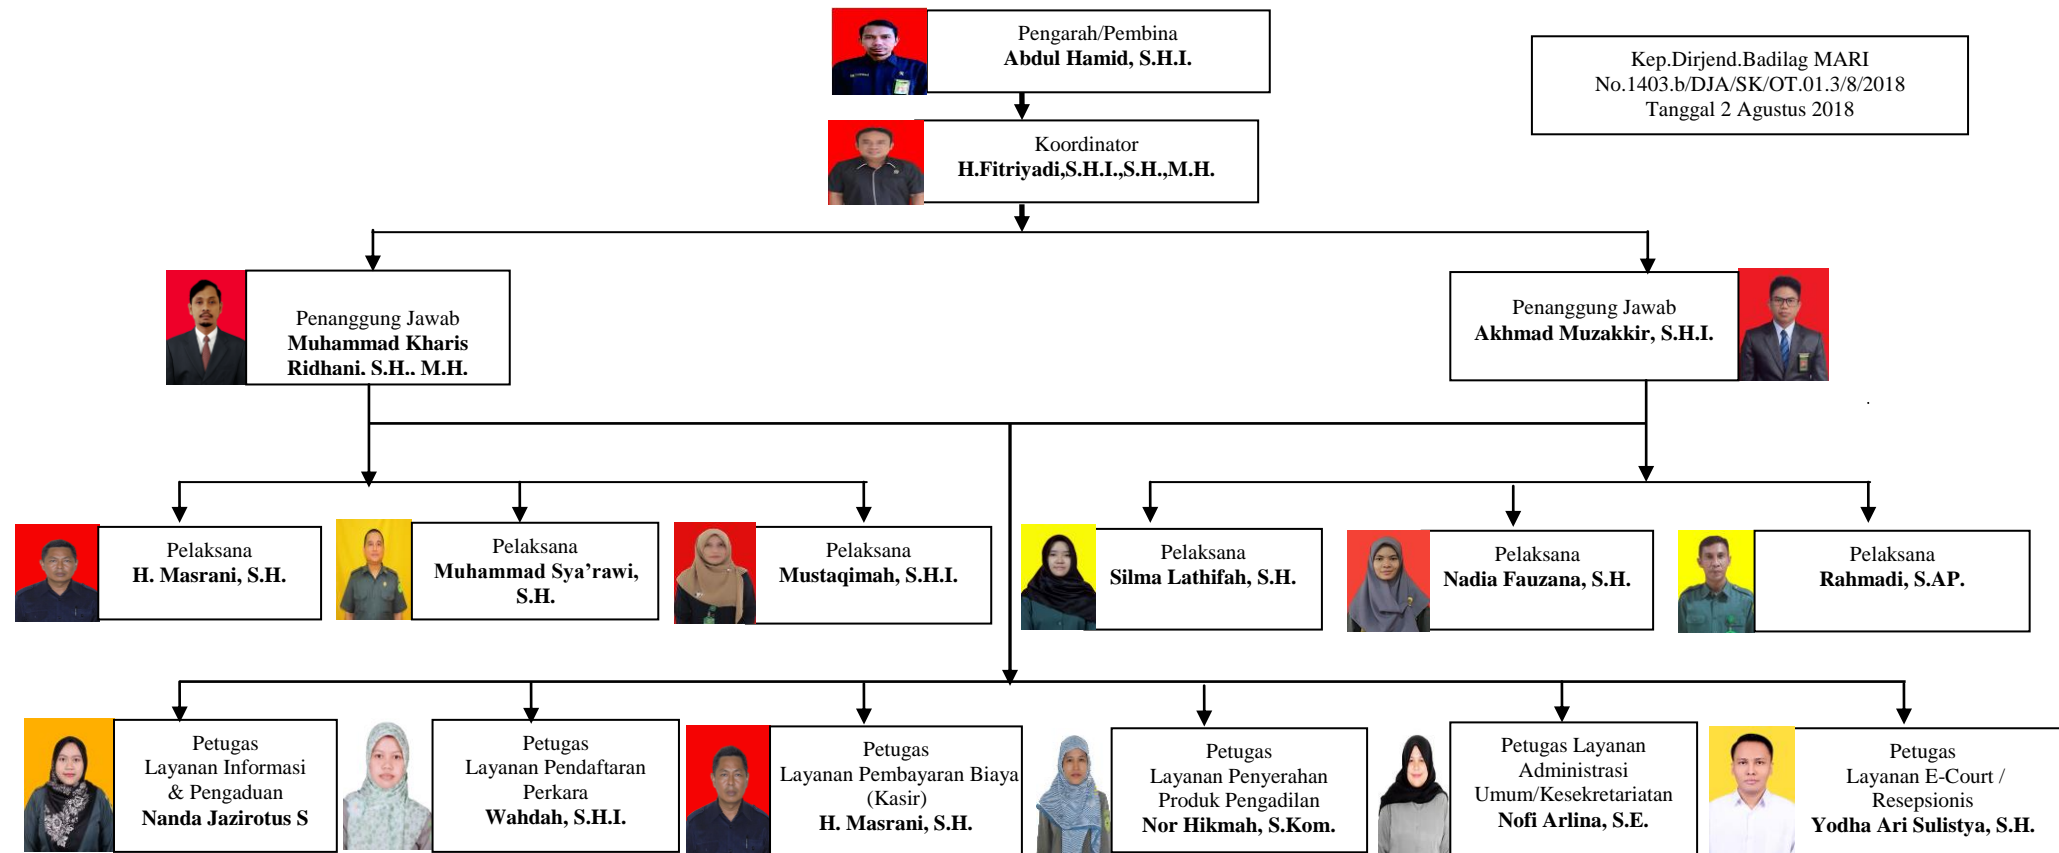 Pengarah/Pembina
Abdul Hamid, S.H.I.
Kep.Dirjend.Badilag MARI
No.1403.b/DJA/SK/OT.01.3/8/2018
Tanggal 2 Agustus 2018
Koordinator
H.Fitriyadi,S.H.I.,S.H.,M.H.
Penanggung Jawab
Muhammad Kharis
Ridhani, S.H., M.H.
Penanggung Jawab
Akhmad Muzakkir, S.H.I.
.
Pelaksana
H. Masrani, S.H.
Pelaksana
Muhammad Sya’rawi,
S.H.
Pelaksana
Mustaqimah, S.H.I.
Pelaksana
Silma Lathifah, S.H.
Pelaksana
Nadia Fauzana, S.H.
Pelaksana
Rahmadi, S.AP.
Petugas
Layanan Informasi
& Pengaduan
Nanda Jazirotus S
Petugas
Layanan Pendaftaran
Perkara
Wahdah, S.H.I.
Petugas
Layanan Pembayaran Biaya
(Kasir)
H. Masrani, S.H.
Petugas
Layanan Penyerahan
Produk Pengadilan
Nor Hikmah, S.Kom.
Petugas Layanan
Administrasi
Umum/Kesekretariatan
Nofi Arlina, S.E.
Petugas
Layanan E-Court /
Resepsionis
Yodha Ari Sulistya, S.H.